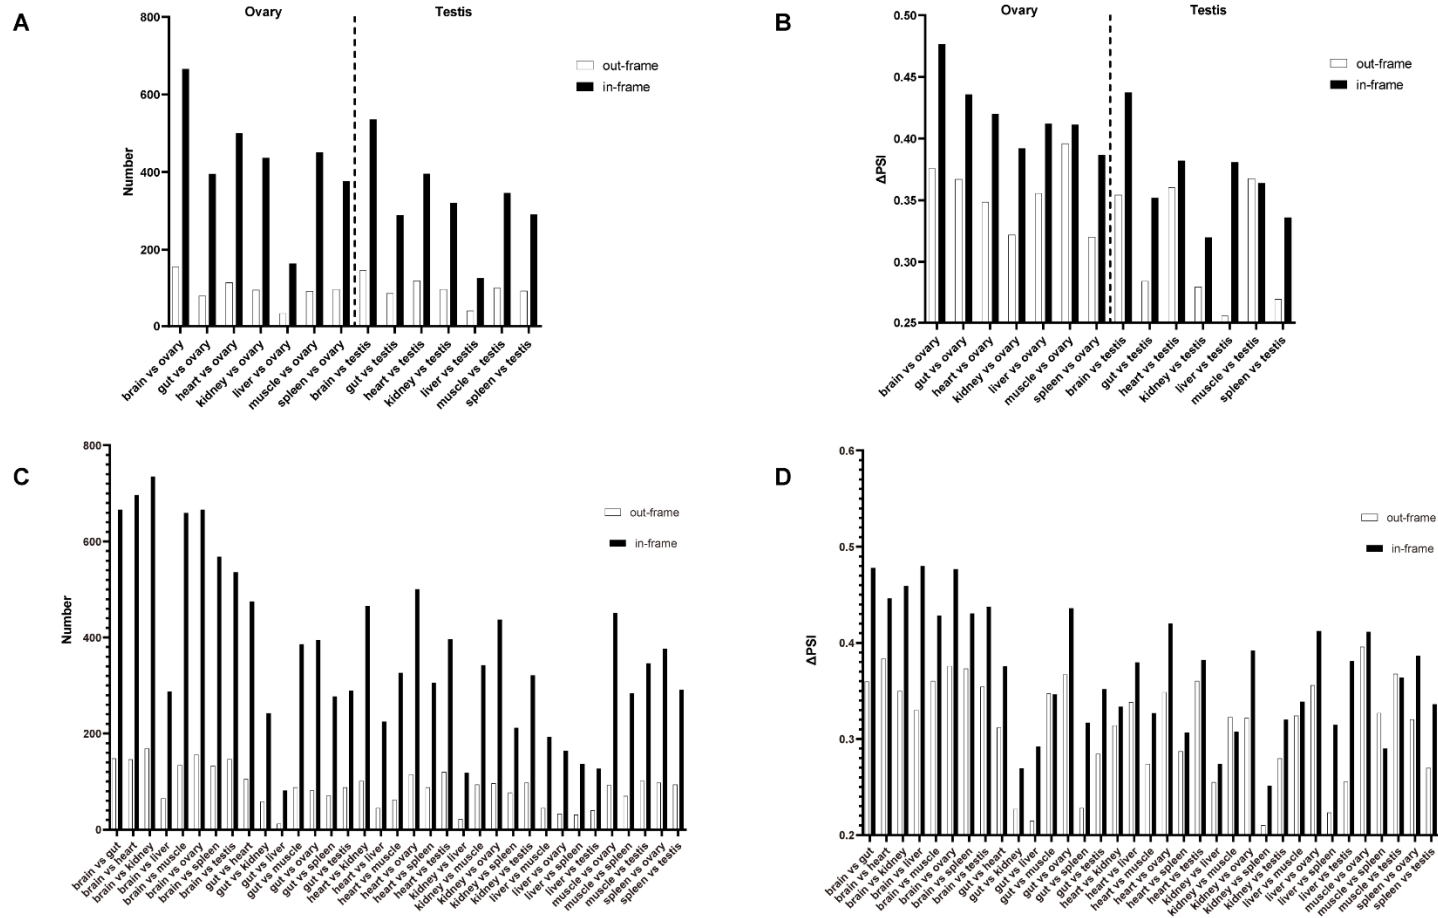 A
Ovary
Testis
800
600
400
200
0
Number
out-frame
in-frame
brain vs ovary
gut vs ovary
heart vs ovary
kidney vs ovary
liver vs ovary
muscle vs ovary
spleen vs ovary
brain vs testis
gut vs testis
heart vs testis
kidney vs testis
liver vs testis
muscle vs testis
spleen vs testis
B
Ovary
Testis
0.50
0.45
0.40
0.35
0.30
0.25
ΔPSI
out-frame
in-frame
brain vs ovary
gut vs ovary
heart vs ovary
kidney vs ovary
liver vs ovary
muscle vs ovary
spleen vs ovary
brain vs testis
gut vs testis
heart vs testis
kidney vs testis
liver vs testis
muscle vs testis
spleen vs testis
C
800
600
400
200
0
Number
out-frame
in-frame
brain vs gut
brain vs heart
brain vs kidney
brain vs liver
brain vs muscle
brain vs ovary
brain vs spleen
brain vs testis
gut vs heart
gut vs kidney
gut vs liver
gut vs muscle
gut vs ovary
gut vs spleen
gut vs testis
heart vs kidney
heart vs liver
heart vs muscle
heart vs ovary
heart vs spleen
heart vs testis
kidney vs liver
kidney vs muscle
kidney vs ovary
kidney vs spleen
kidney vs testis
liver vs muscle
liver vs ovary
liver vs spleen
liver vs testis
muscle vs ovary
muscle vs spleen
muscle vs testis
spleen vs ovary
spleen vs testis
D
0.6
0.5
0.4
0.3
0.2
ΔPSI
out-frame
in-frame
brain vs gut
brain vs heart
brain vs kidney
brain vs liver
brain vs muscle
brain vs ovary
brain vs spleen
brain vs testis
gut vs heart
gut vs kidney
gut vs liver
gut vs muscle
gut vs ovary
gut vs spleen
gut vs testis
heart vs kidney
heart vs liver
heart vs muscle
heart vs ovary
heart vs spleen
heart vs testis
kidney vs liver
kidney vs muscle
kidney vs ovary
kidney vs spleen
kidney vs testis
liver vs muscle
liver vs ovary
liver vs spleen
liver vs testis
muscle vs ovary
muscle vs spleen
muscle vs testis
spleen vs ovary
spleen vs testis